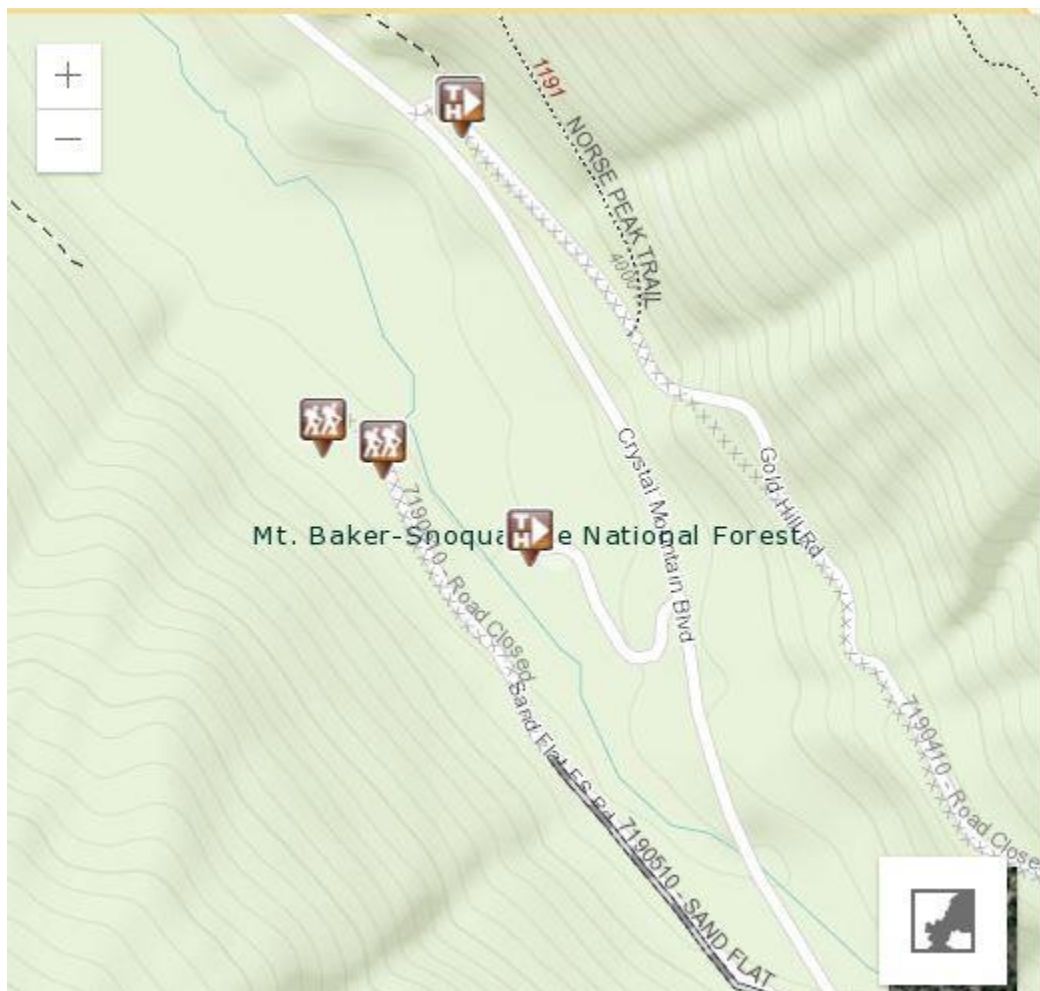 +
−
TH
1191
NORSE PEAK TRAIL
4000
Crystal Mountain Blvd
Gold Hill Rd
7190510 - Road Closed
Mt. Baker-Snoqua e National Forest
TH
Sand Flat FS Rd
7190410 - Road Close
7190510 - SAND FLAT